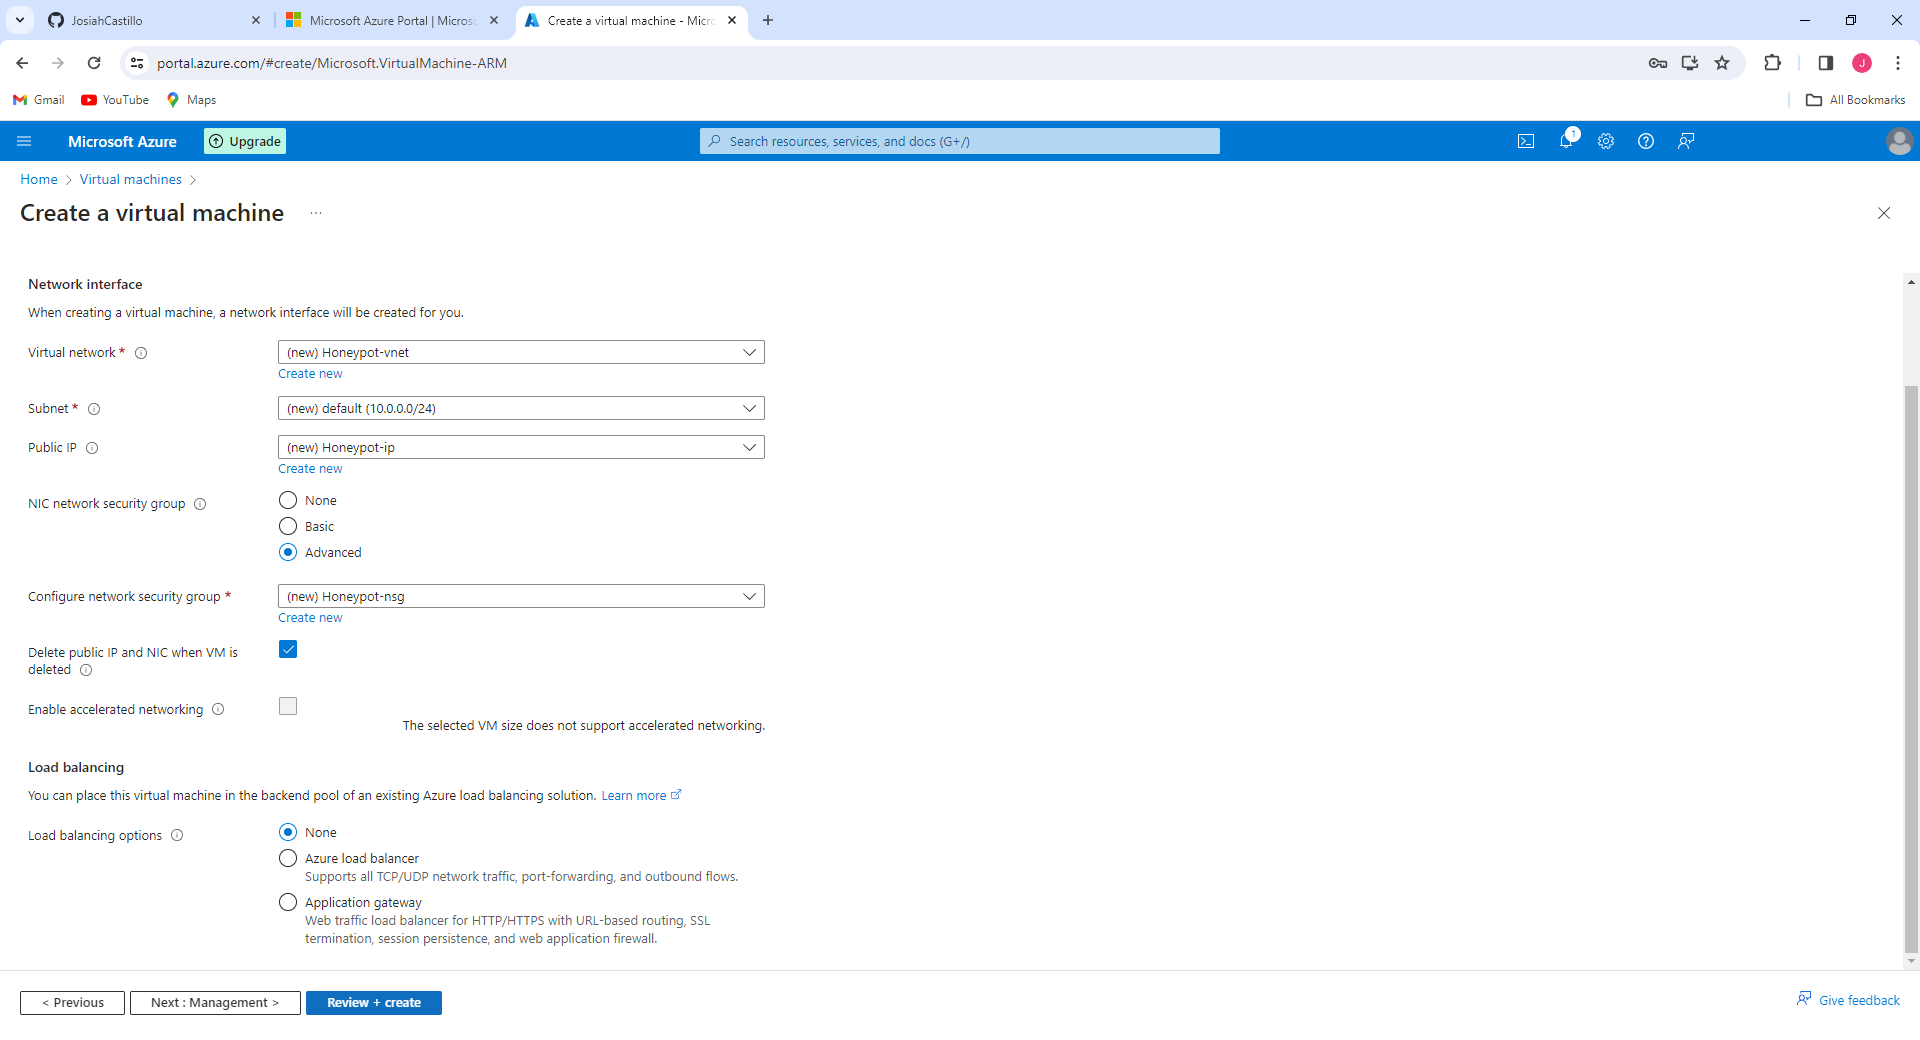 JosiahCastillo
Microsoft Azure Portal | Micros
Create a virtual machine - Micr
portal.azure.com/#create/Microsoft.VirtualMachine-ARM
J
Gmail
YouTube
Maps
All Bookmarks
Microsoft Azure
Upgrade
Search resources, services, and docs (G+/)
1
Home > Virtual machines >
Create a virtual machine ...
Network interface
When creating a virtual machine, a network interface will be created for you.
Virtual network *
(new) Honeypot-vnet
Create new
Subnet *
(new) default (10.0.0.0/24)
Public IP
(new) Honeypot-ip
Create new
NIC network security group
None
Basic
Advanced
Configure network security group *
(new) Honeypot-nsg
Create new
Delete public IP and NIC when VM is
deleted
Enable accelerated networking
The selected VM size does not support accelerated networking.
Load balancing
You can place this virtual machine in the backend pool of an existing Azure load balancing solution. Learn more
Load balancing options
None
Azure load balancer
Supports all TCP/UDP network traffic, port-forwarding, and outbound flows.
Application gateway
Web traffic load balancer for HTTP/HTTPS with URL-based routing, SSL
termination, session persistence, and web application firewall.
< Previous
Next : Management >
Review + create
Give feedback